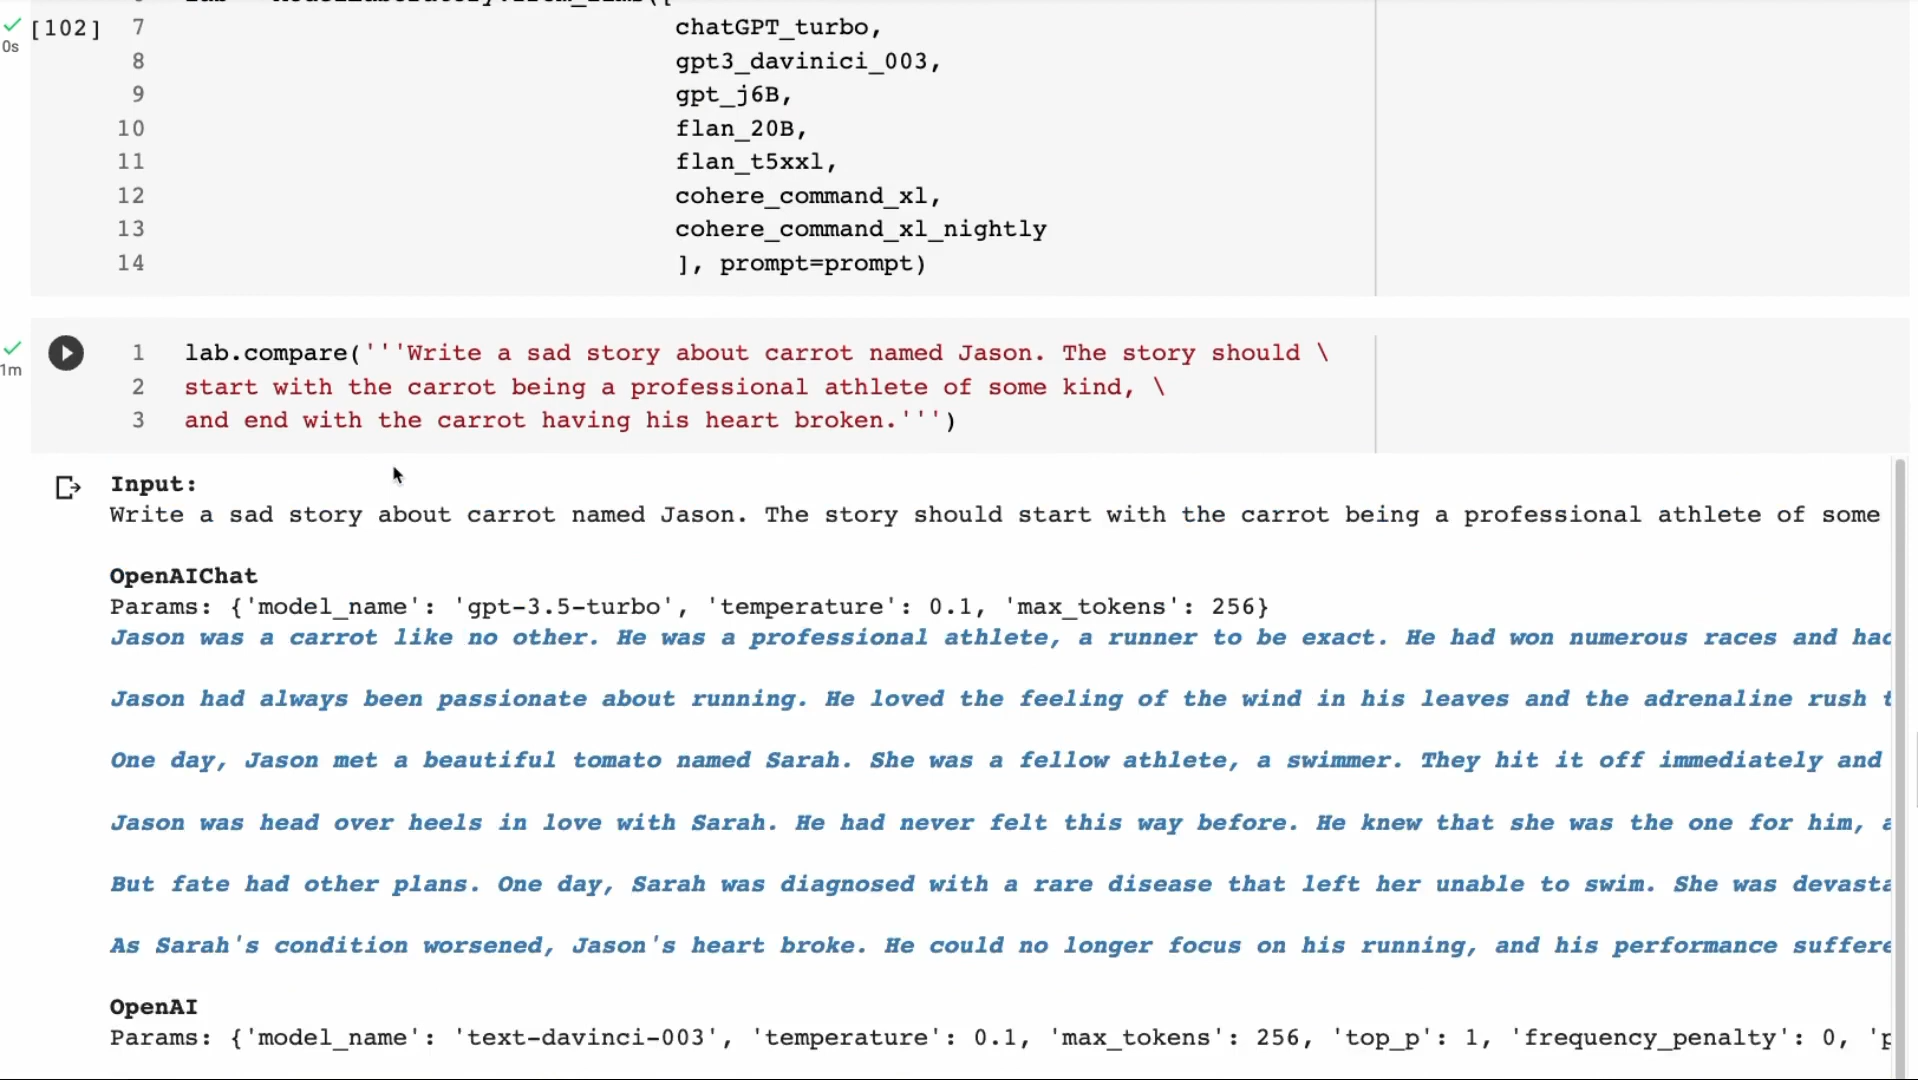 [102] 7 chatGPT_turbo,
0s
8 gpt3_davinici_003,
9 gpt_j6B,
10 flan_20B,
11 flan_t5xxl,
12 cohere_command_xl,
13 cohere_command_xl_nightly
14 ], prompt=prompt)
1 lab.compare('''Write a sad story about carrot named Jason. The story should \
1m
2 start with the carrot being a professional athlete of some kind, \
3 and end with the carrot having his heart broken.''')
Input:
Write a sad story about carrot named Jason. The story should start with the carrot being a professional athlete of some
OpenAIChat
Params: {'model_name': 'gpt-3.5-turbo', 'temperature': 0.1, 'max_tokens': 256}
Jason was a carrot like no other. He was a professional athlete, a runner to be exact. He had won numerous races and had
Jason had always been passionate about running. He loved the feeling of the wind in his leaves and the adrenaline rush
One day, Jason met a beautiful tomato named Sarah. She was a fellow athlete, a swimmer. They hit it off immediately and
Jason was head over heels in love with Sarah. He had never felt this way before. He knew that she was the one for him,
But fate had other plans. One day, Sarah was diagnosed with a rare disease that left her unable to swim. She was devasta
As Sarah's condition worsened, Jason's heart broke. He could no longer focus on his running, and his performance suffere
OpenAI
Params: {'model_name': 'text-davinci-003', 'temperature': 0.1, 'max_tokens': 256, 'top_p': 1, 'frequency_penalty': 0, 'p